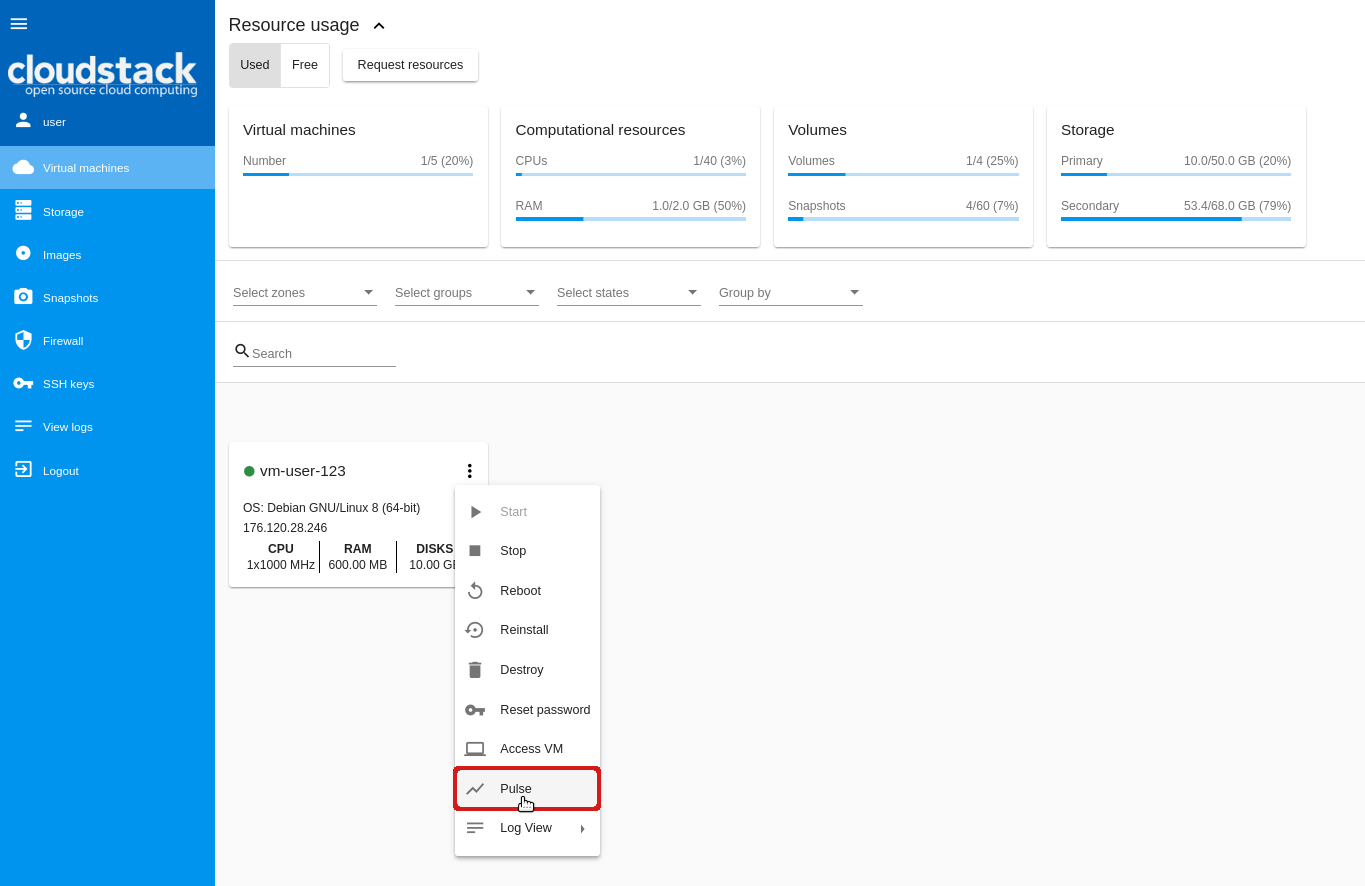 Resource usage
Used Free Request resources
cloudstack
open source cloud computing
user
Virtual machines
Storage
Images
Snapshots
Firewall
SSH keys
View logs
Logout
Virtual machines
Number 1/5 (20%)
Computational resources
CPUs 1/40 (3%)
RAM 1.0/2.0 GB (50%)
Volumes
Volumes 1/4 (25%)
Snapshots 4/60 (7%)
Storage
Primary 10.0/50.0 GB (20%)
Secondary 53.4/68.0 GB (79%)
Select zones Select groups Select states Group by
Search
vm-user-123
OS: Debian GNU/Linux 8 (64-bit)
176.120.28.246
CPU RAM DISKS
1x1000 MHz 600.00 MB 10.00 GB
Start
Stop
Reboot
Reinstall
Destroy
Reset password
Access VM
Pulse
Log View